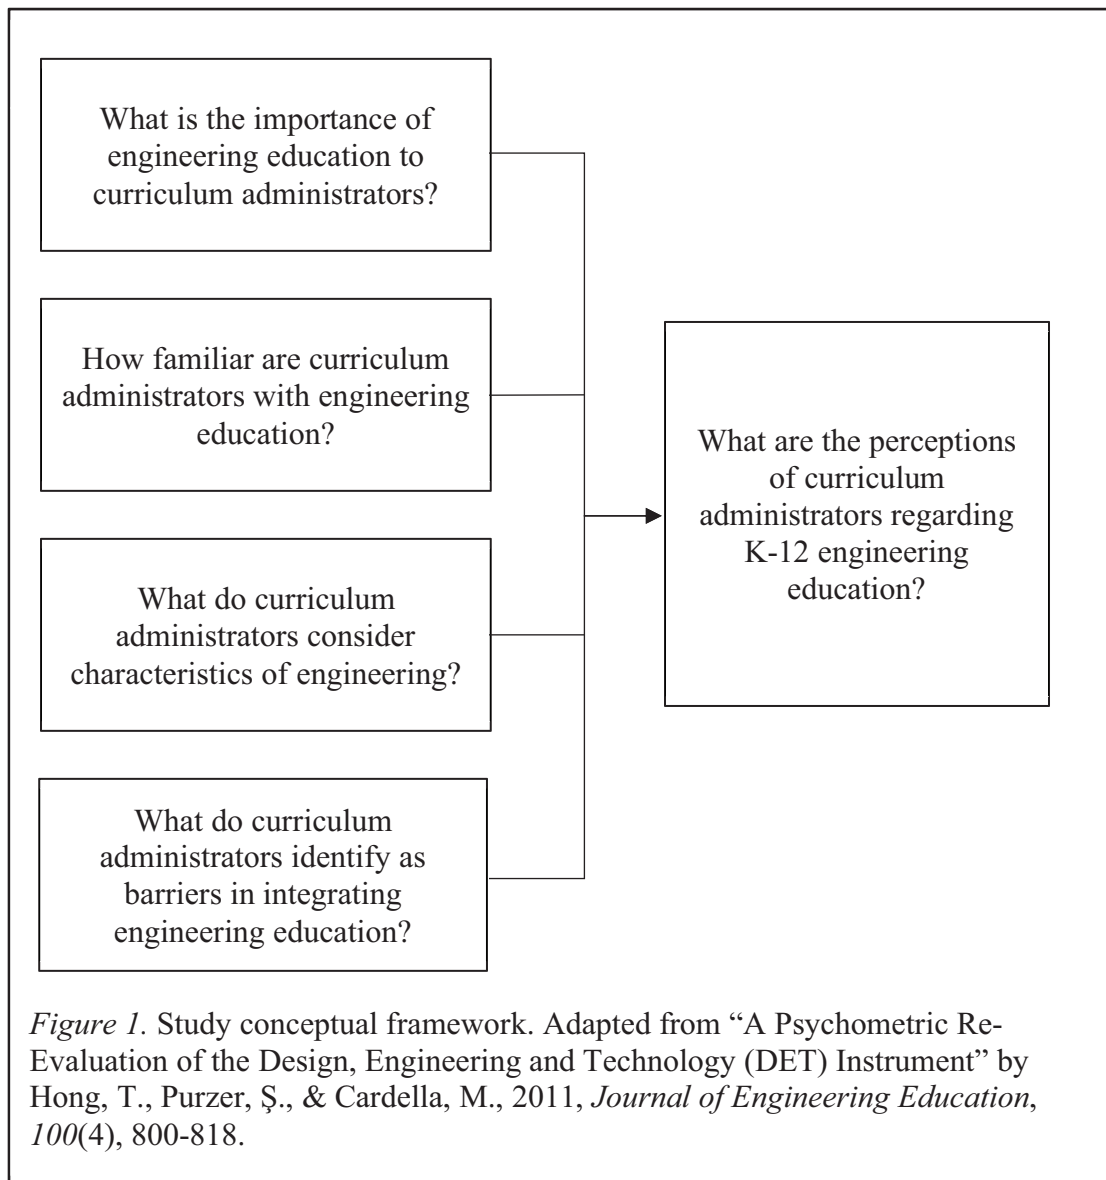 What is the importance of
engineering education to
curriculum administrators?
How familiar are curriculum
administrators with engineering
education?
What do curriculum
administrators consider
characteristics of engineering?
What do curriculum
administrators identify as
barriers in integrating
engineering education?
What are the perceptions
of curriculum
administrators regarding
K-12 engineering
education?
Figure 1. Study conceptual framework. Adapted from “A Psychometric Re-
Evaluation of the Design, Engineering and Technology (DET) Instrument” by
Hong, T., Purzer, Ş., & Cardella, M., 2011, Journal of Engineering Education,
100(4), 800-818.